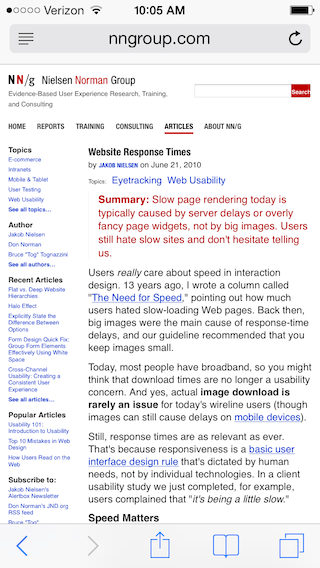 Verizon 10:05 AM
nngroup.com
NN/g Nielsen Norman Group
Evidence-Based User Experience Research, Training,
and Consulting
Search
HOME REPORTS TRAINING CONSULTING ARTICLES ABOUT NN/G
Topics
E-commerce
Intranets
Mobile & Tablet
User Testing
Web Usability
See all topics...
Author
Jakob Nielsen
Don Norman
Bruce "Tog" Tognazzini
See all authors...
Recent Articles
Flat vs. Deep Website
Hierarchies
Halo Effect
Explicitly State the
Difference Between
Options
Form Design Quick Fix:
Group Form Elements
Effectively Using White
Space
Cross-Channel
Usability: Creating a
Consistent User
Experience
See all articles...
Popular Articles
Usability 101:
Introduction to Usability
Top 10 Mistakes in Web
Design
How Users Read on the
Web
Subscribe to:
Jakob Nielsen's
Alertbox Newsletter
Don Norman's JND.org
RSS feed
Bruce "Tog"
Website Response Times
by JAKOB NIELSEN on June 21, 2010
Topics: Eyetracking Web Usability
Summary: Slow page rendering today is
typically caused by server delays or overly
fancy page widgets, not by big images. Users
still hate slow sites and don't hesitate telling
us.
Users really care about speed in interaction
design. 13 years ago, I wrote a column called
"The Need for Speed," pointing out how much
users hated slow-loading Web pages. Back then,
big images were the main cause of response-time
delays, and our guideline recommended that you
keep images small.
Today, most people have broadband, so you might
think that download times are no longer a usability
concern. And yes, actual image download is
rarely an issue for today's wireline users (though
images can still cause delays on mobile devices).
Still, response times are as relevant as ever.
That's because responsiveness is a basic user
interface design rule that's dictated by human
needs, not by individual technologies. In a client
usability study we just completed, for example,
users complained that "it's being a little slow."
Speed Matters